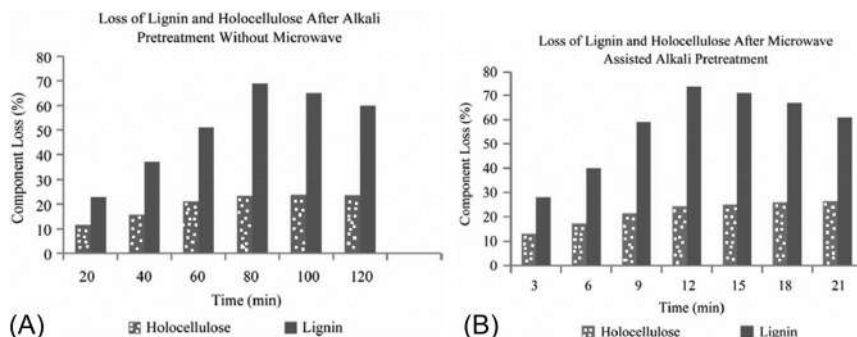 Loss of Lignin and Holocellulose After Alkali
Pretreatment Without Microwave
80
70
60
50
40
30
20
10
0
Component Loss (%)
20 40 60 80 100 120
Time (min)
(A)
Holocellulose Lignin
Loss of Lignin and Holocellulose After Microwave
Assisted Alkali Pretreatment
80
70
60
50
40
30
20
10
0
Component Loss (%)
3 6 9 12 15 18 21
Time (min)
(B)
Holocellulose Lignin